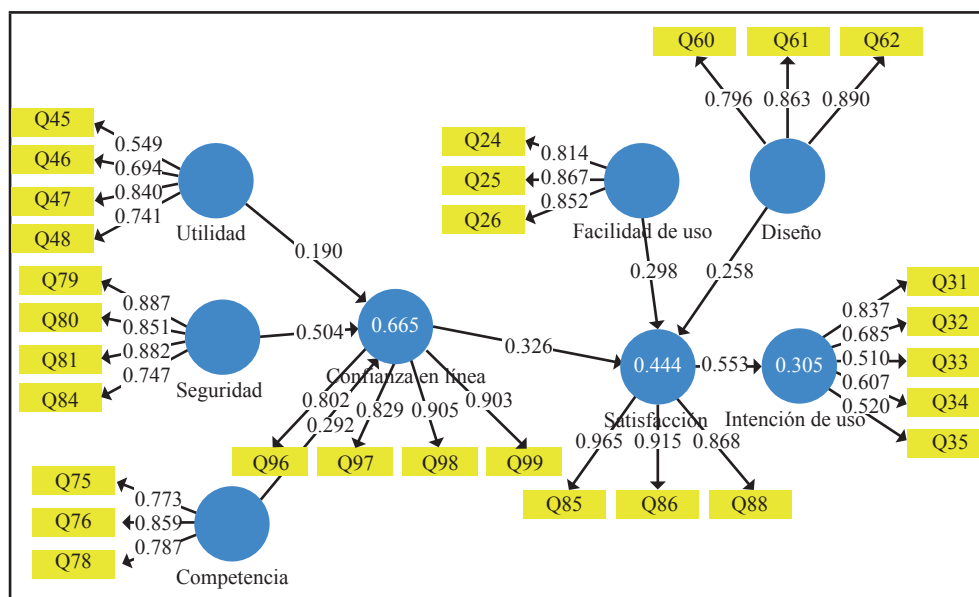 Q60
Q61
Q62
0.796
0.863
0.890
Q45
Q46
Q47
Q48
0.549
0.694
0.840
0.741
Utilidad
Q24
Q25
Q26
0.814
0.867
0.852
Facilidad de uso
Diseño
0.190
0.298
0.258
Q79
Q80
Q81
Q84
0.887
0.851
0.882
0.747
Seguridad
0.504
0.665
Confianza en línea
0.326
0.444
Satisfacción
0.553
0.305
Intención de uso
Q31
Q32
Q33
Q34
Q35
0.837
0.685
0.510
0.607
0.520
0.802
0.292
0.829
0.905
0.903
Q96
Q97
Q98
Q99
0.965
0.915
0.868
Q85
Q86
Q88
Q75
Q76
Q78
0.773
0.859
0.787
Competencia